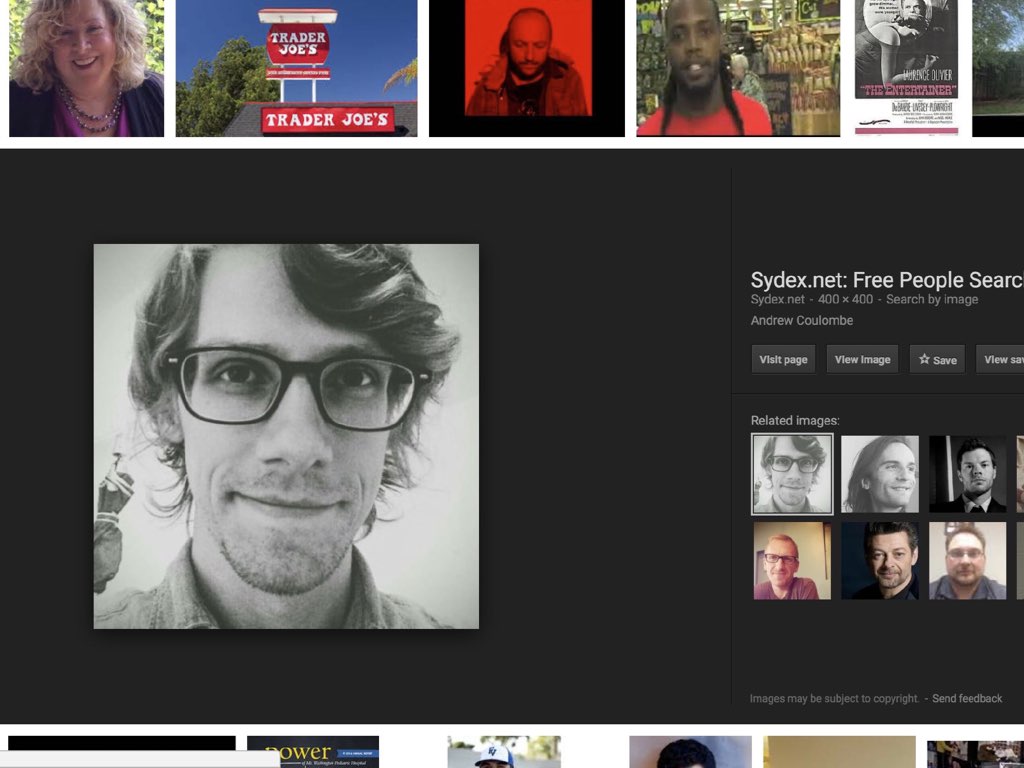 TRADER
JOE'S
TRADER JOE'S
LAURENCE OLIVIER
"THE ENTERTAINER"
Sydex.net: Free People Searc
Sydex.net - 400 × 400 - Search by image
Andrew Coulombe
Visit page
View image
Save
View sav
Related images:
Images may be subject to copyright. - Send feedback
power